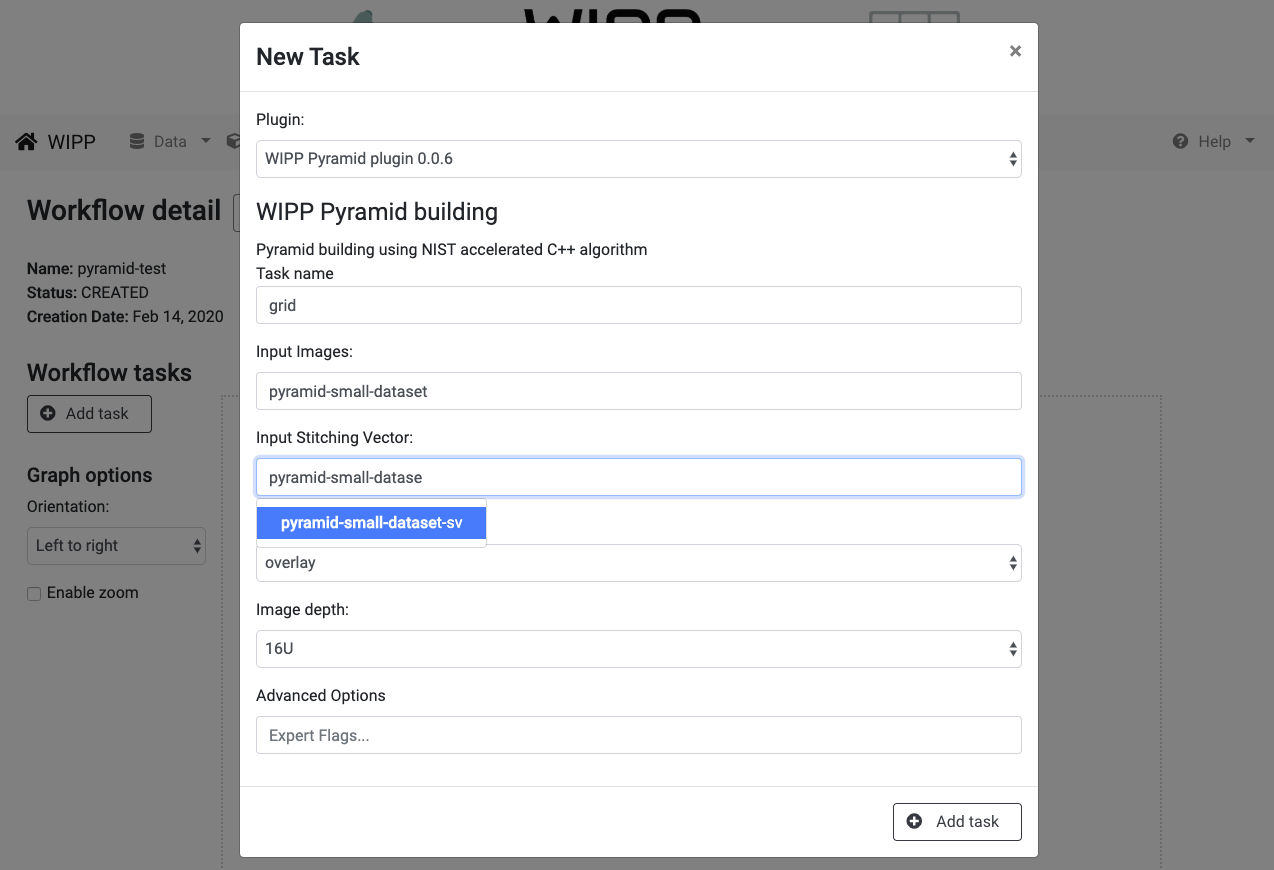 WIPP
New Task
×
Plugin:
WIPP Pyramid plugin 0.0.6
WIPP
Data
Help
WIPP Pyramid building
Workflow detail
Pyramid building using NIST accelerated C++ algorithm
Name: pyramid-test
Task name
Status: CREATED
grid
Creation Date: Feb 14, 2020
Input Images:
Workflow tasks
pyramid-small-dataset
Add task
Input Stitching Vector:
Graph options
pyramid-small-datase
Orientation:
pyramid-small-dataset-sv
Left to right
overlay
Enable zoom
Image depth:
16U
Advanced Options
Expert Flags...
Add task